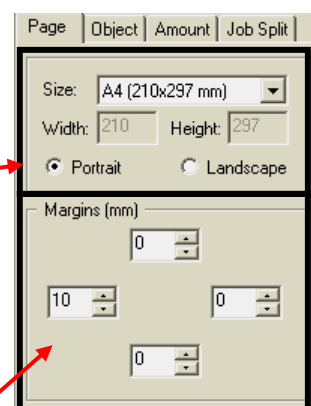 Page Object Amount Job Split
Size: A4 (210x297 mm)
Width: 210 Height: 297
Portrait Landscape
Margins (mm)
0
10 0
0